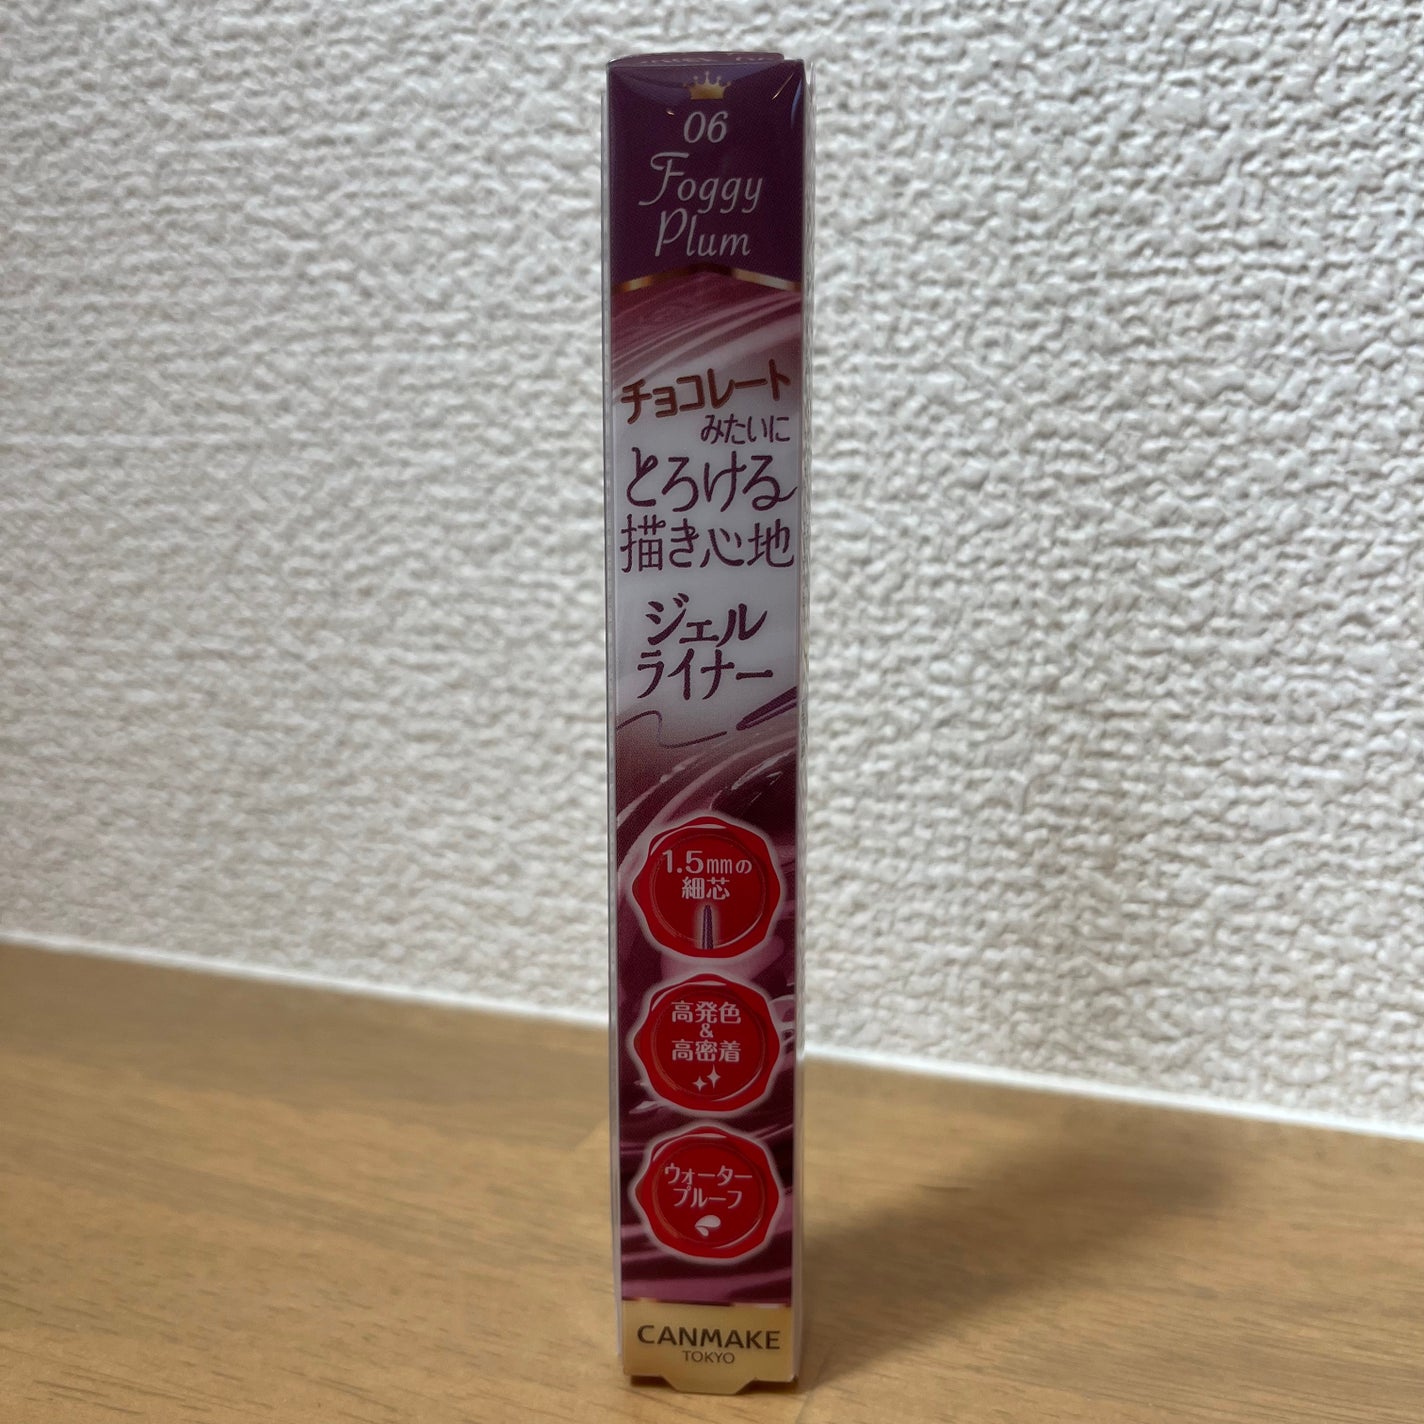 06
Foggy
Plum
チョコレート
みたいに
とろける
描き心地
ジェル
ライナー
1.5mmの
細芯
高発色
&
高密着
ウォーター
プルーフ
CANMAKE
TOKYO